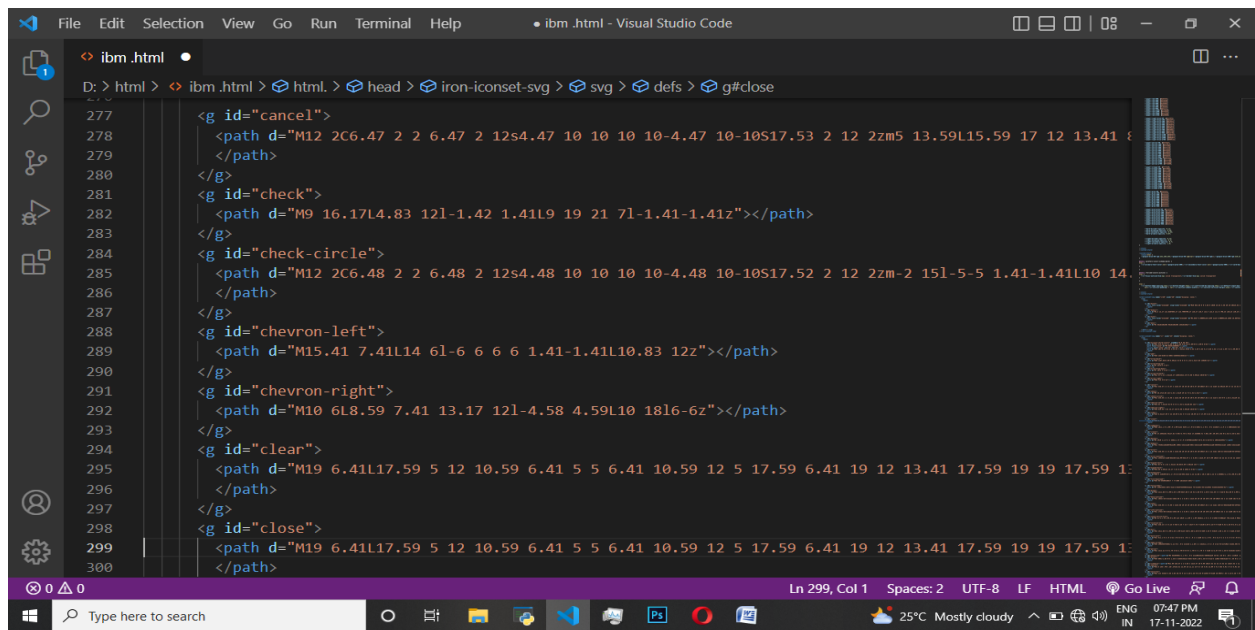 File Edit Selection View Go Run Terminal Help ● ibm .html - Visual Studio Code
<> ibm .html ●
D: > html > <> ibm .html > html. > head > iron-iconset-svg > svg > defs > g#close
277 <g id="cancel">
278 <path d="M12 2C6.47 2 2 6.47 2 12s4.47 10 10 10 10-4.47 10-10S17.53 2 12 2zm5 13.59L15.59 17 12 13.41 8
279 </path>
280 </g>
281 <g id="check">
282 <path d="M9 16.17L4.83 12l-1.42 1.41L9 19 21 7l-1.41-1.41z"></path>
283 </g>
284 <g id="check-circle">
285 <path d="M12 2C6.48 2 2 6.48 2 12s4.48 10 10 10 10-4.48 10-10S17.52 2 12 2zm-2 15l-5-5 1.41-1.41L10 14.
286 </path>
287 </g>
288 <g id="chevron-left">
289 <path d="M15.41 7.41L14 6l-6 6 6 6 1.41-1.41L10.83 12z"></path>
290 </g>
291 <g id="chevron-right">
292 <path d="M10 6L8.59 7.41 13.17 12l-4.58 4.59L10 18l6-6z"></path>
293 </g>
294 <g id="clear">
295 <path d="M19 6.41L17.59 5 12 10.59 6.41 5 5 6.41 10.59 12 5 17.59 6.41 19 12 13.41 17.59 19 19 17.59 13
296 </path>
297 </g>
298 <g id="close">
299 <path d="M19 6.41L17.59 5 12 10.59 6.41 5 5 6.41 10.59 12 5 17.59 6.41 19 12 13.41 17.59 19 19 17.59 13
300 </path>
0 0 Ln 299, Col 1 Spaces: 2 UTF-8 LF HTML Go Live
Type here to search 25°C Mostly cloudy ENG 07:47 PM
IN 17-11-2022